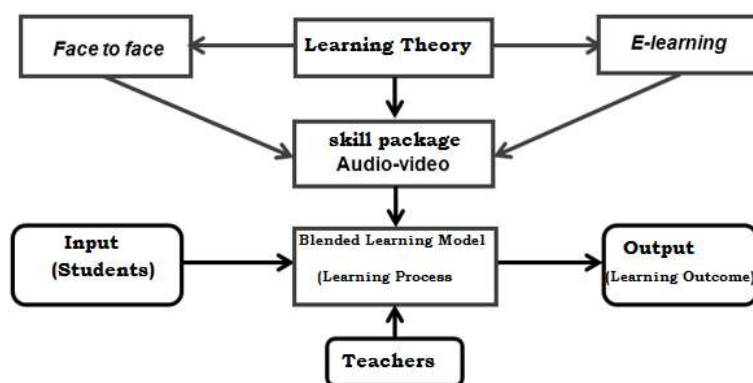 Face to face
Learning Theory
E-learning
skill package
Audio-video
Input
(Students)
Blended Learning Model
(Learning Process
Output
(Learning Outcome)
Teachers